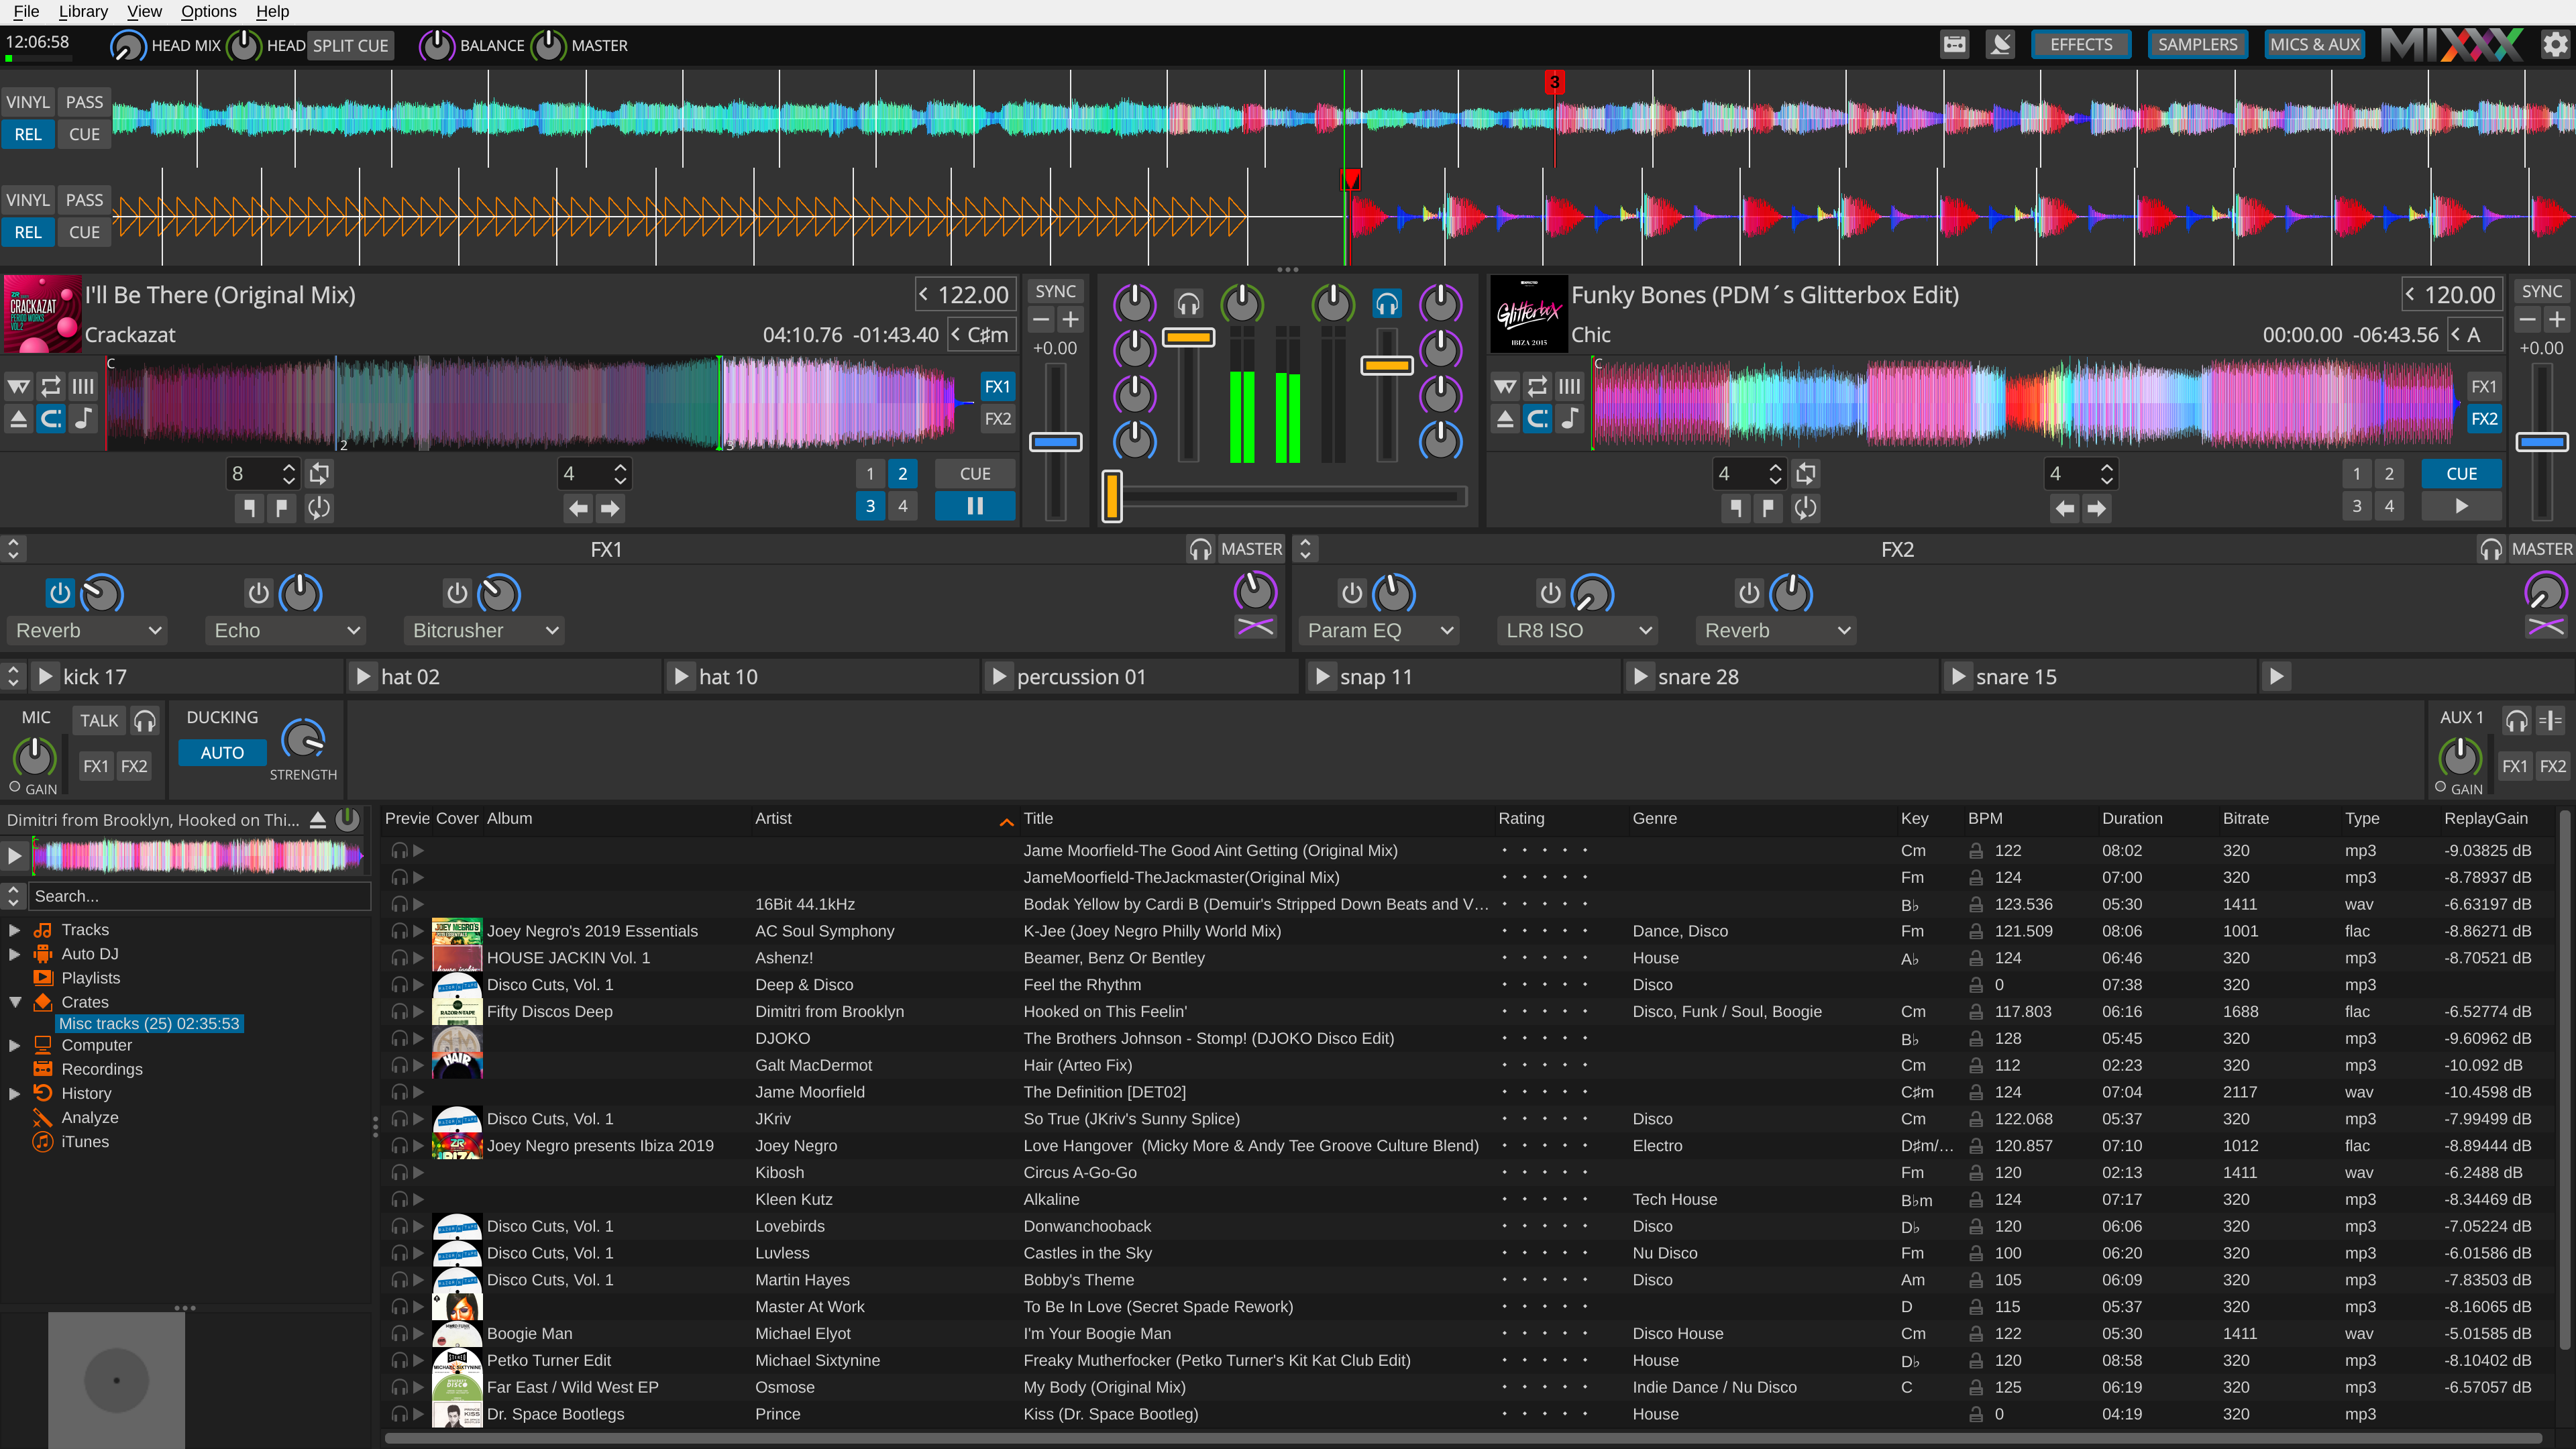 File Library View Options Help
12:06:58 HEAD MIX HEAD SPLIT CUE BALANCE MASTER EFFECTS SAMPLERS MICS & AUX MIXXX
3
VINYL PASS
REL CUE
VINYL PASS
REL CUE
I'll Be There (Original Mix) 122.00 SYNC
Crackazat 04:10.76 -01:43.40 C♯m +0.00
CRACKAZAT
PERIOD WORKS
VOL.2
C 2 3
FX1
FX2
8 4 1 2 CUE
3 4
Funky Bones (PDM´s Glitterbox Edit) 120.00 SYNC
Chic 00:00.00 -06:43.56 A +0.00
Glitterbox
IBIZA 2015
C
FX1
FX2
4 4 1 2 CUE
3 4
FX1 MASTER FX2 MASTER
Reverb Echo Bitcrusher Param EQ LR8 ISO Reverb
kick 17 hat 02 hat 10 percussion 01 snap 11 snare 28 snare 15
MIC TALK DUCKING AUX 1
AUTO
FX1 FX2 STRENGTH FX1 FX2
GAIN GAIN
Dimitri from Brooklyn, Hooked on Thi...
Search...
Tracks
Auto DJ
Playlists
Crates
Misc tracks (25) 02:35:53
Computer
Recordings
History
Analyze
iTunes
Previe Cover Album Artist Title Rating Genre Key BPM Duration Bitrate Type ReplayGain
Jame Moorfield-The Good Aint Getting (Original Mix) Cm 122 08:02 320 mp3 -9.03825 dB
JameMoorfield-TheJackmaster(Original Mix) Fm 124 07:00 320 mp3 -8.78937 dB
16Bit 44.1kHz Bodak Yellow by Cardi B (Demuir's Stripped Down Beats and V... B♭ 123.536 05:30 1411 wav -6.63197 dB
Joey Negro's 2019 Essentials AC Soul Symphony K-Jee (Joey Negro Philly World Mix) Dance, Disco Fm 121.509 08:06 1001 flac -8.86271 dB
HOUSE JACKIN Vol. 1 Ashenz! Beamer, Benz Or Bentley House A♭ 124 06:46 320 mp3 -8.70521 dB
Disco Cuts, Vol. 1 Deep & Disco Feel the Rhythm Disco 0 07:38 320 mp3
Fifty Discos Deep Dimitri from Brooklyn Hooked on This Feelin' Disco, Funk / Soul, Boogie Cm 117.803 06:16 1688 flac -6.52774 dB
DJOKO The Brothers Johnson - Stomp! (DJOKO Disco Edit) B♭ 128 05:45 320 mp3 -9.60962 dB
HAIR Galt MacDermot Hair (Arteo Fix) Cm 112 02:23 320 mp3 -10.092 dB
Jame Moorfield The Definition [DET02] C♯m 124 07:04 2117 wav -10.4598 dB
Disco Cuts, Vol. 1 JKriv So True (JKriv's Sunny Splice) Disco Cm 122.068 05:37 320 mp3 -7.99499 dB
Joey Negro presents Ibiza 2019 Joey Negro Love Hangover (Micky More & Andy Tee Groove Culture Blend) Electro D♯m/... 120.857 07:10 1012 flac -8.89444 dB
Kibosh Circus A-Go-Go Fm 120 02:13 1411 wav -6.2488 dB
Kleen Kutz Alkaline Tech House B♭m 124 07:17 320 mp3 -8.34469 dB
Disco Cuts, Vol. 1 Lovebirds Donwanchooback Disco D♭ 120 06:06 320 mp3 -7.05224 dB
Disco Cuts, Vol. 1 Luvless Castles in the Sky Nu Disco Fm 100 06:20 320 mp3 -6.01586 dB
Disco Cuts, Vol. 1 Martin Hayes Bobby's Theme Disco Am 105 06:09 320 mp3 -7.83503 dB
Master At Work To Be In Love (Secret Spade Rework) D 115 05:37 320 mp3 -8.16065 dB
Boogie Man Michael Elyot I'm Your Boogie Man Disco House Cm 122 05:30 1411 wav -5.01585 dB
Petko Turner Edit Michael Sixtynine Freaky Mutherfocker (Petko Turner's Kit Kat Club Edit) House D♭ 120 08:58 320 mp3 -8.10402 dB
Far East / Wild West EP Osmose My Body (Original Mix) Indie Dance / Nu Disco C 125 06:19 320 mp3 -6.57057 dB
Dr. Space Bootlegs Prince Kiss (Dr. Space Bootleg) House 0 04:19 320 mp3